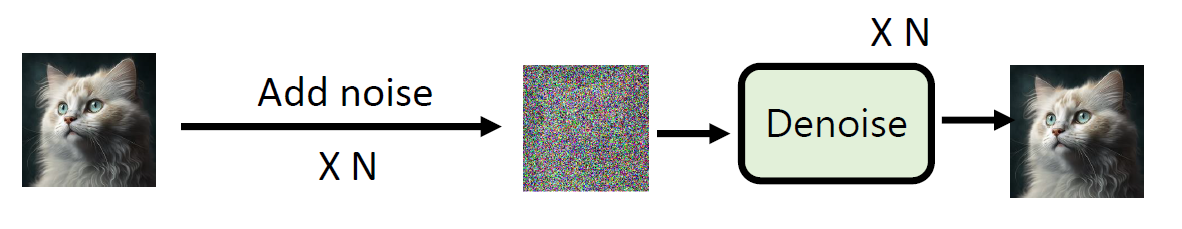 Add noise
X N
X N
Denoise